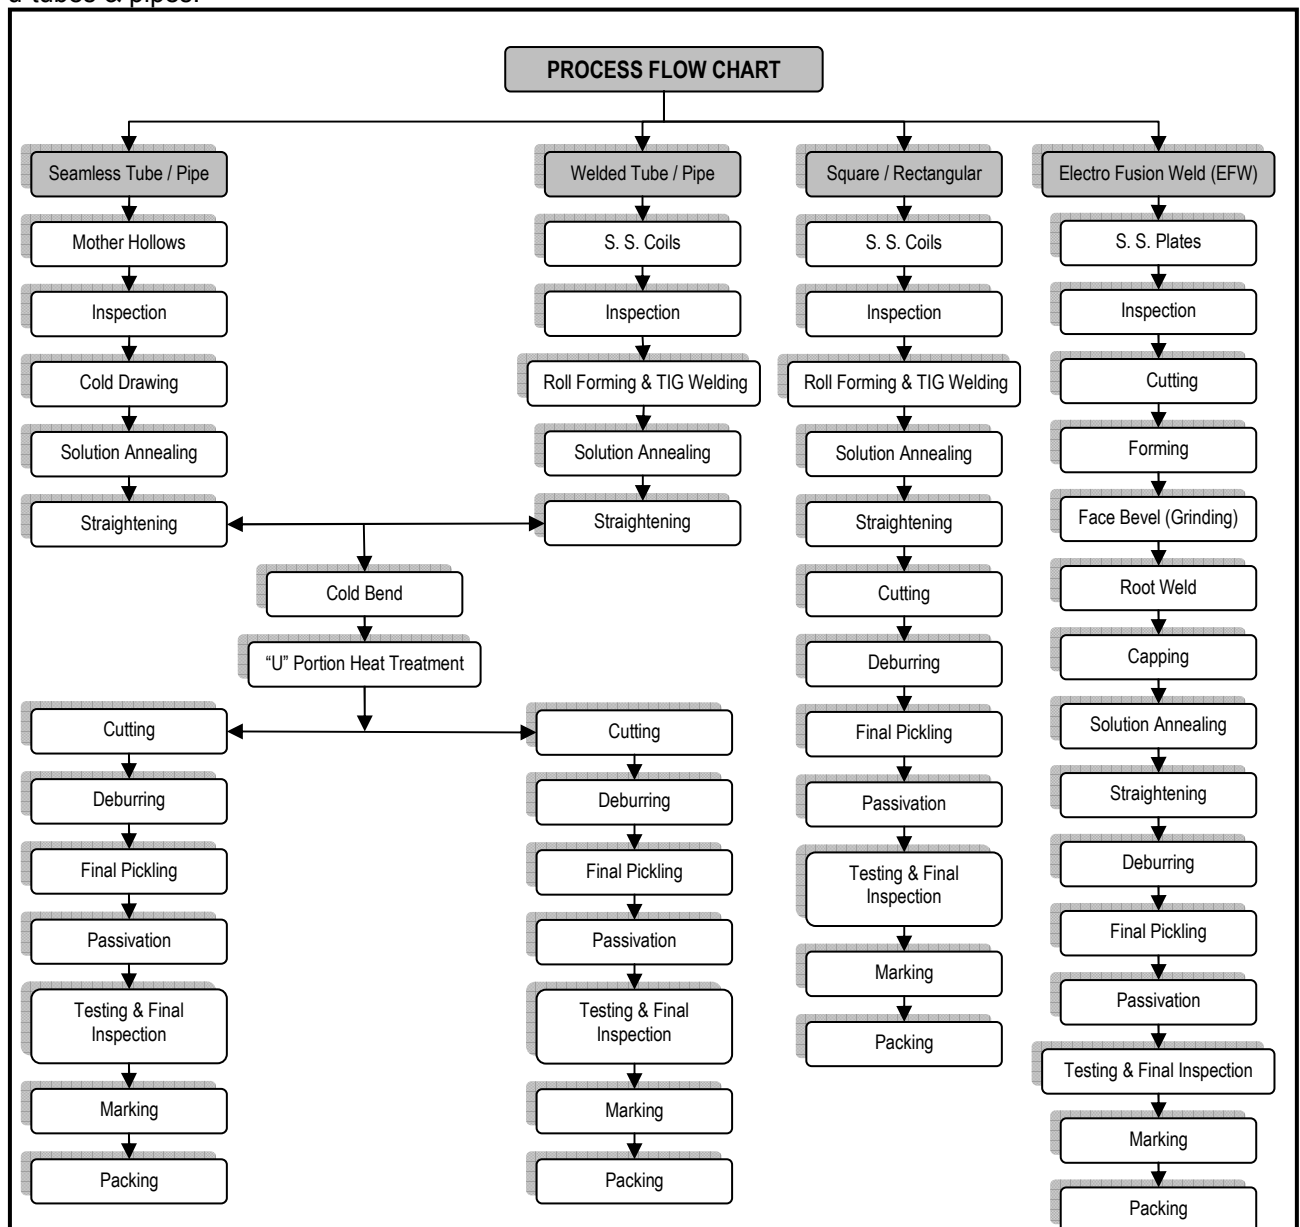 u-tubes & pipes.
PROCESS FLOW CHART
Seamless Tube / Pipe
Mother Hollows
Inspection
Cold Drawing
Solution Annealing
Straightening
Welded Tube / Pipe
S. S. Coils
Inspection
Roll Forming & TIG Welding
Solution Annealing
Straightening
Cold Bend
“U” Portion Heat Treatment
Cutting
Deburring
Final Pickling
Passivation
Testing & Final
Inspection
Marking
Packing
Cutting
Deburring
Final Pickling
Passivation
Testing & Final
Inspection
Marking
Packing
Square / Rectangular
S. S. Coils
Inspection
Roll Forming & TIG Welding
Solution Annealing
Straightening
Cutting
Deburring
Final Pickling
Passivation
Testing & Final
Inspection
Marking
Packing
Electro Fusion Weld (EFW)
S. S. Plates
Inspection
Cutting
Forming
Face Bevel (Grinding)
Root Weld
Capping
Solution Annealing
Straightening
Deburring
Final Pickling
Passivation
Testing & Final Inspection
Marking
Packing